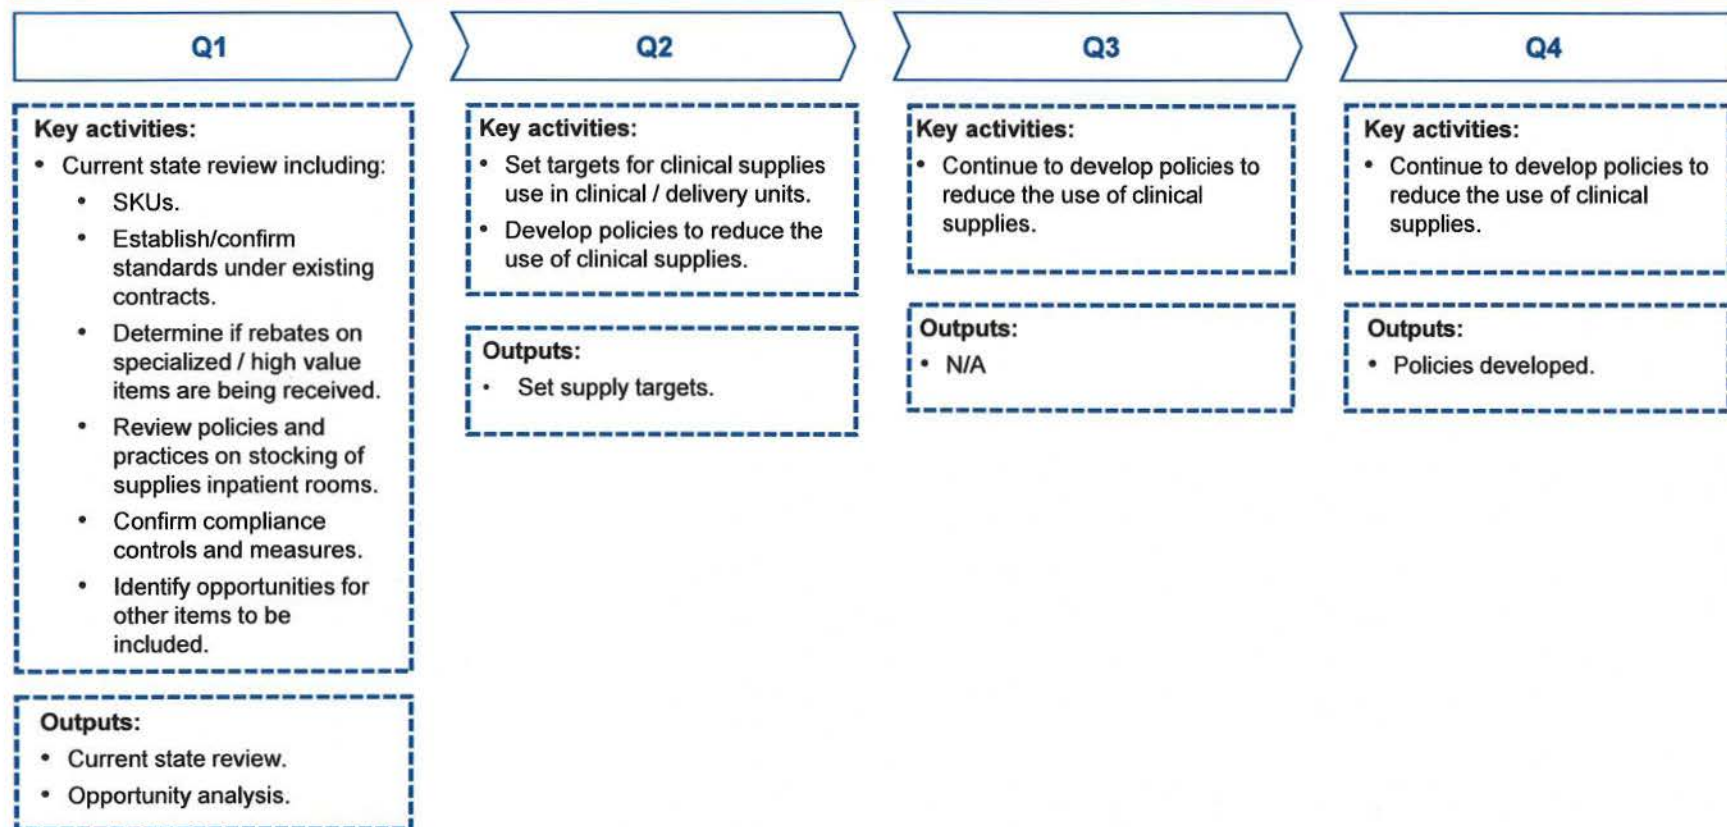 Q1
Key activities:
• Current state review including:
• SKUs.
• Establish/confirm
standards under existing
contracts.
• Determine if rebates on
specialized / high value
items are being received.
• Review policies and
practices on stocking of
supplies inpatient rooms.
• Confirm compliance
controls and measures.
• Identify opportunities for
other items to be
included.
Outputs:
• Current state review.
• Opportunity analysis.
Q2
Key activities:
• Set targets for clinical supplies
use in clinical / delivery units.
• Develop policies to reduce the
use of clinical supplies.
Outputs:
• Set supply targets.
Q3
Key activities:
• Continue to develop policies to
reduce the use of clinical
supplies.
Outputs:
• N/A
Q4
Key activities:
• Continue to develop policies to
reduce the use of clinical
supplies.
Outputs:
• Policies developed.